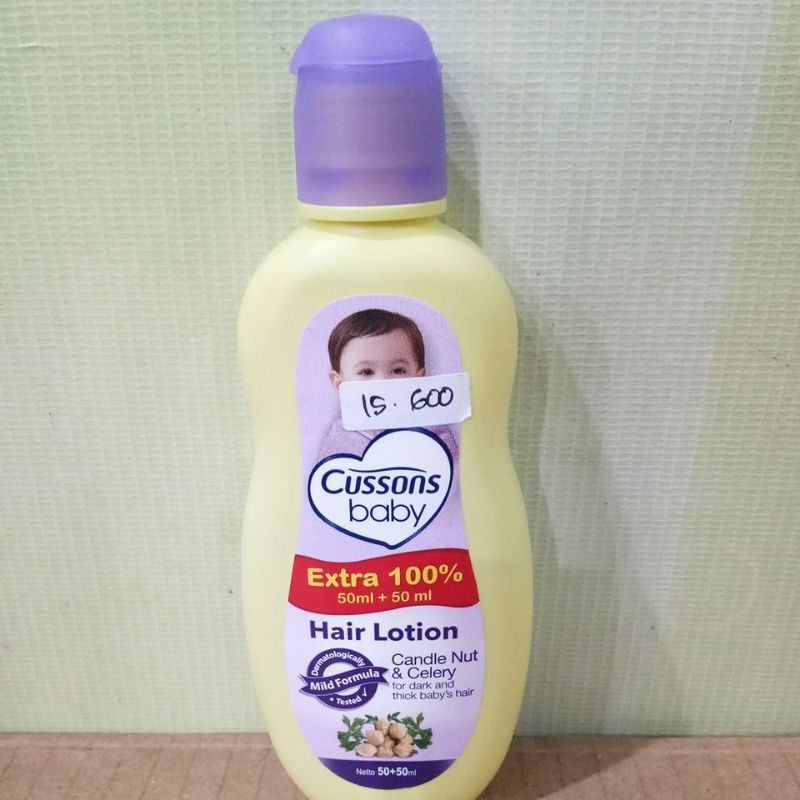 15.600
Cussons
baby
Extra 100%
50ml + 50 ml
Hair Lotion
Dermatologically
Mild Formula
* Tested ✓
Candle Nut
& Celery
for dark and
thick baby's hair
Netto 50+50ml